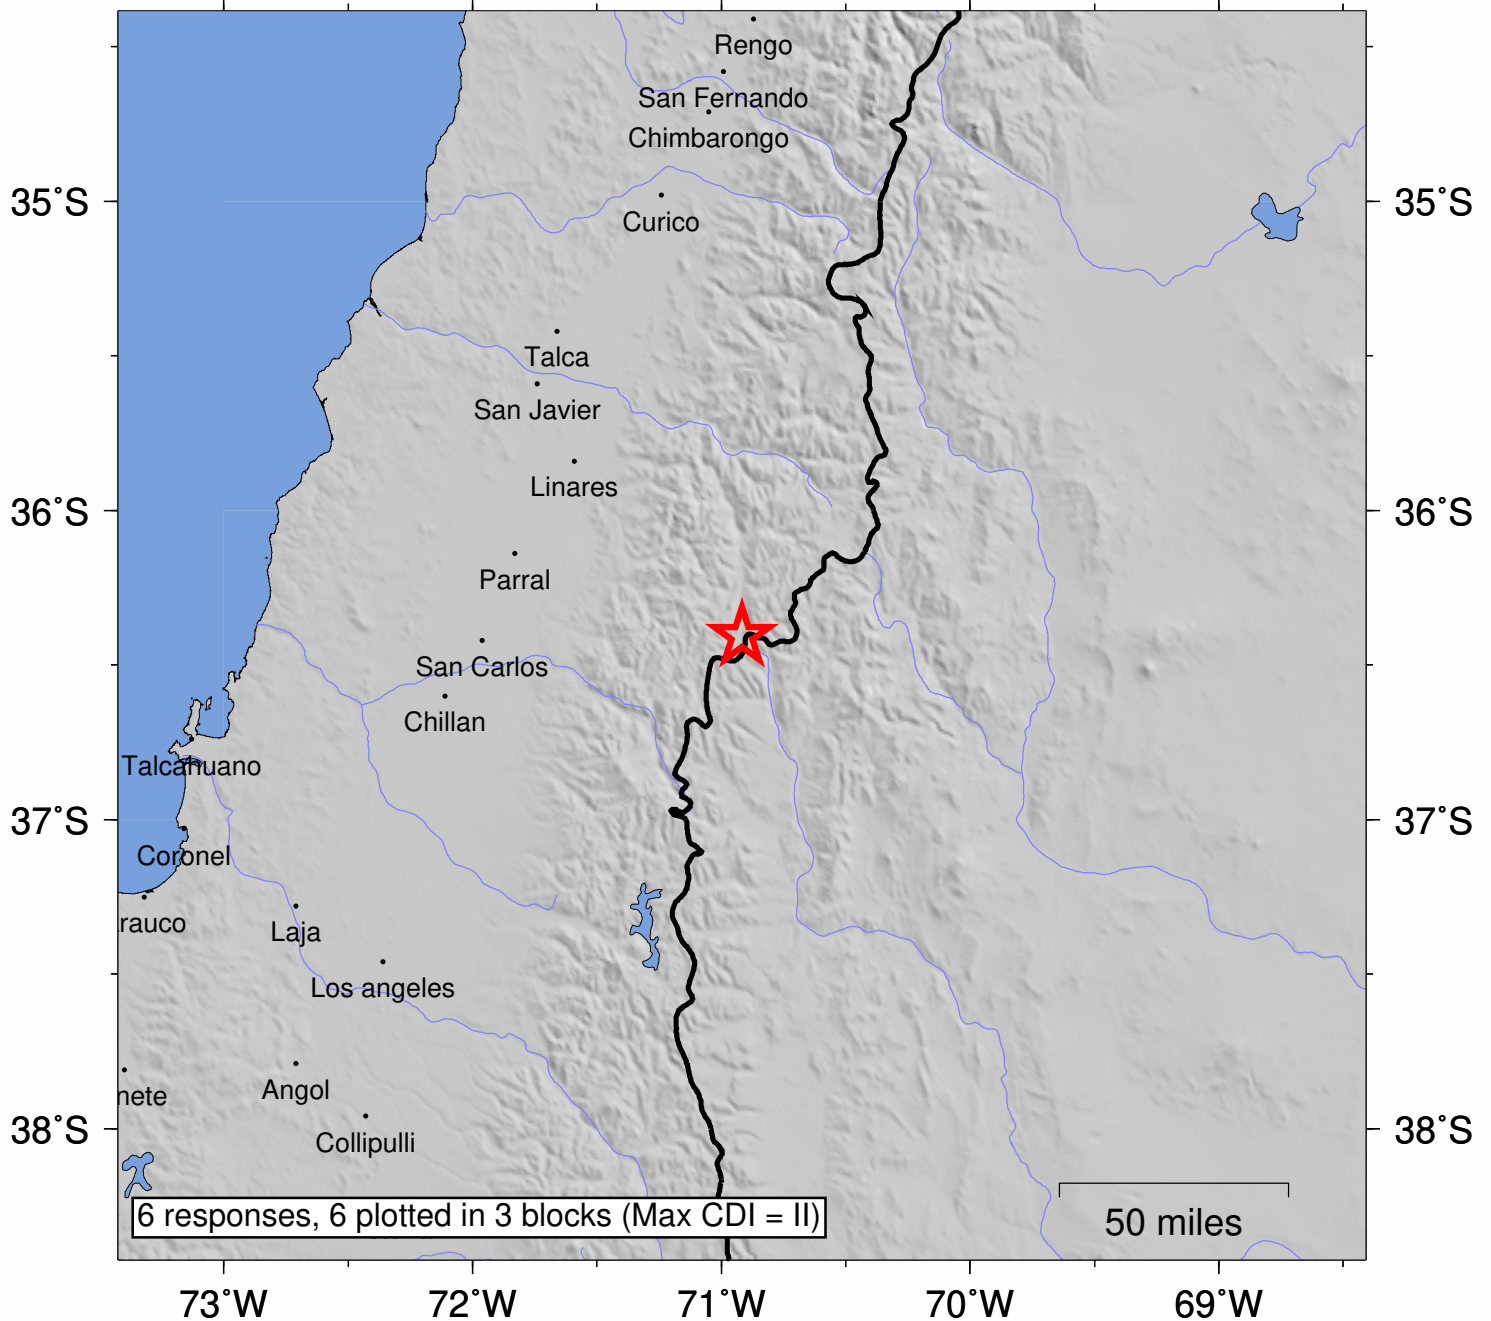 Rengo
San Fernando
Chimbarongo
35°S
35°S
Curico
Talca
San Javier
Linares
36°S
36°S
Parral
San Carlos
Chillan
Talcahuano
37°S
37°S
Coronel
rauco
Laja
Los angeles
Angol
nete
38°S
38°S
Collipulli
6 responses, 6 plotted in 3 blocks (Max CDI = II)
50 miles
73°W
72°W
71°W
70°W
69°W